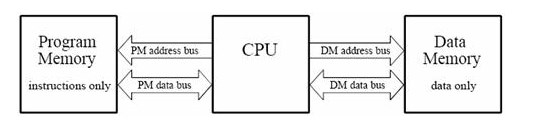 Program
Memory
instructions only
PM address bus
PM data bus
CPU
DM address bus
DM data bus
Data
Memory
data only